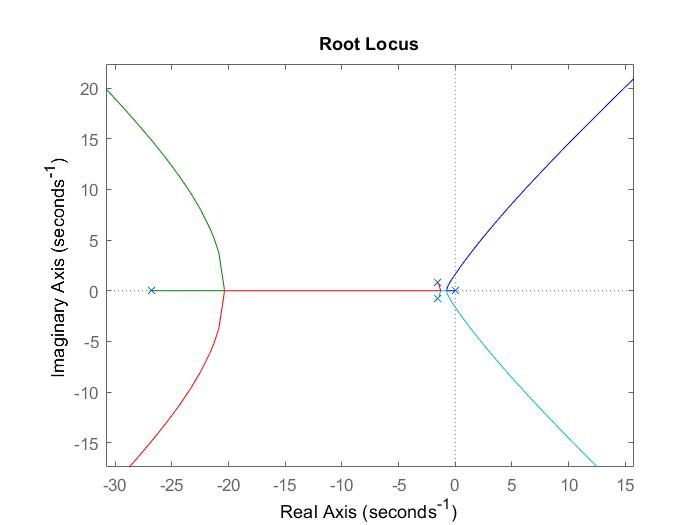 Root Locus
Imaginary Axis (seconds⁻¹)
20
15
10
5
0
-5
-10
-15
-30 -25 -20 -15 -10 -5 0 5 10 15
Real Axis (seconds⁻¹)